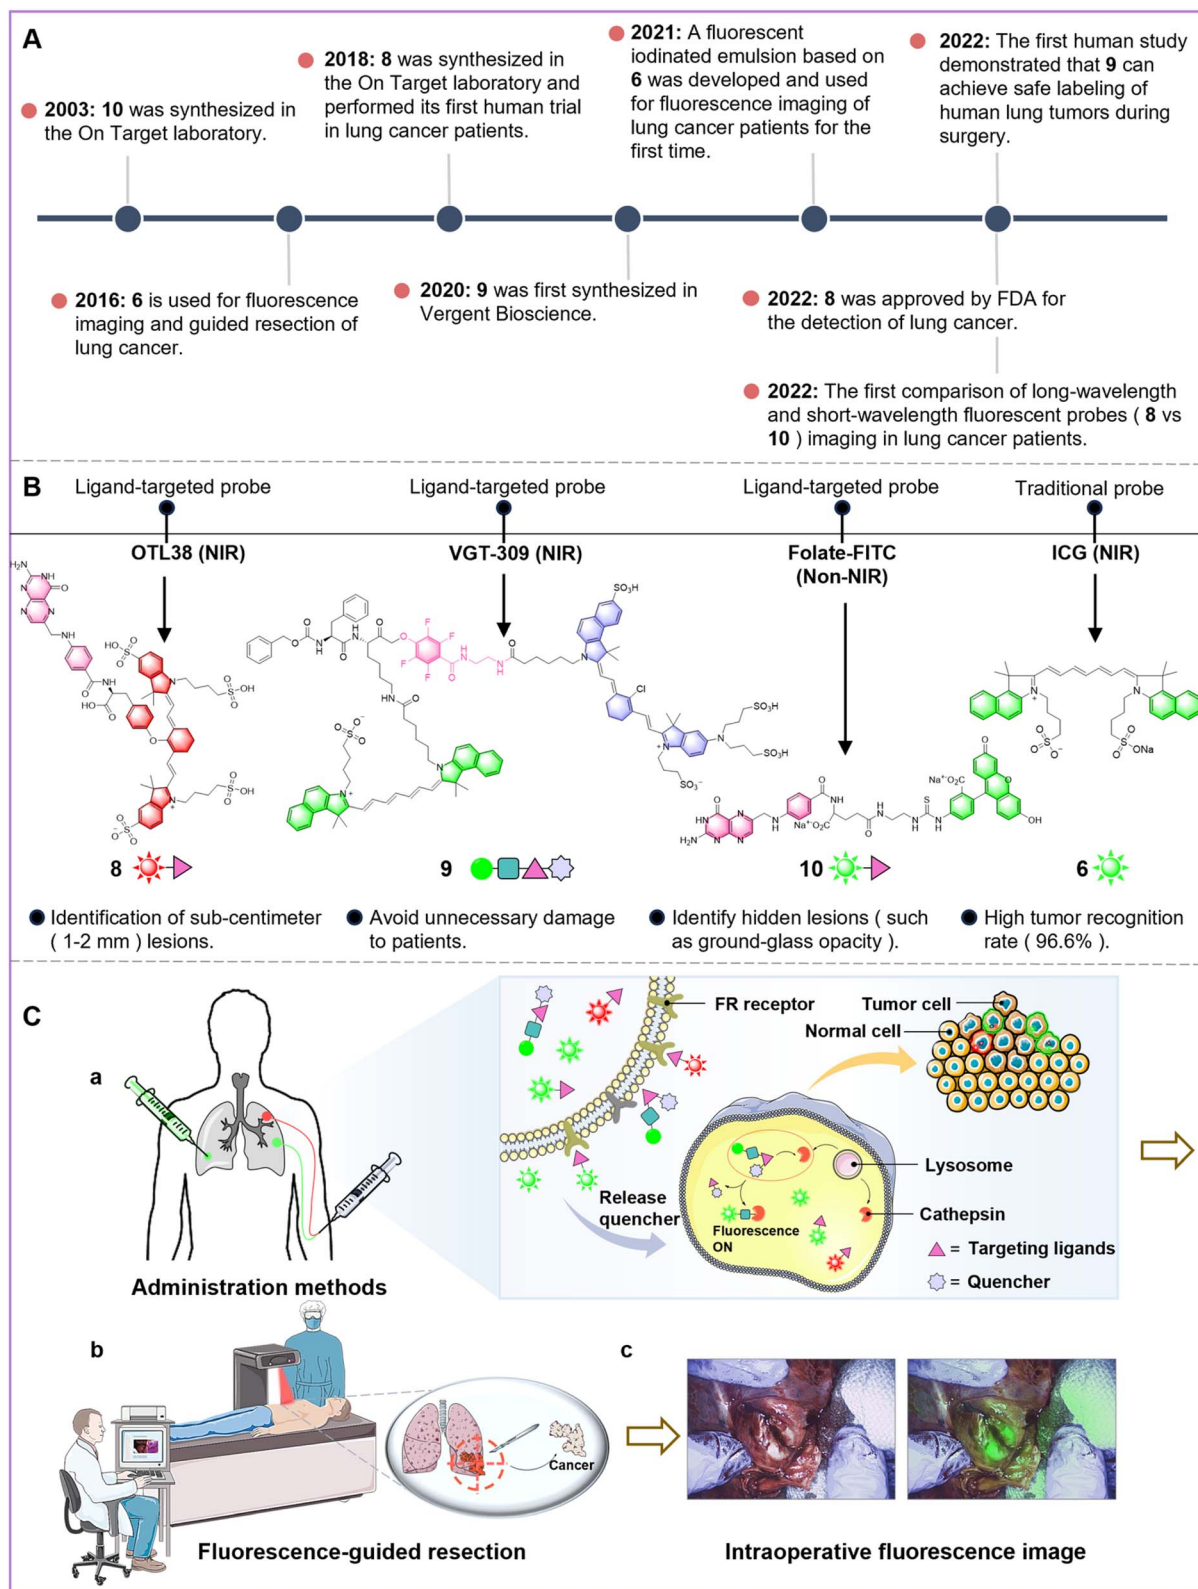 A
2003: 10 was synthesized in
the On Target laboratory.
2018: 8 was synthesized in
the On Target laboratory and
performed its first human trial
in lung cancer patients.
2021: A fluorescent
iodinated emulsion based on
6 was developed and used
for fluorescence imaging of
lung cancer patients for the
first time.
2022: The first human study
demonstrated that 9 can
achieve safe labeling of
human lung tumors during
surgery.
2016: 6 is used for fluorescence
imaging and guided resection of
lung cancer.
2020: 9 was first synthesized in
Vergent Bioscience.
2022: 8 was approved by FDA for
the detection of lung cancer.
2022: The first comparison of long-wavelength
and short-wavelength fluorescent probes ( 8 vs
10 ) imaging in lung cancer patients.
B
Ligand-targeted probe
Ligand-targeted probe
Ligand-targeted probe
Traditional probe
OTL38 (NIR)
VGT-309 (NIR)
Folate-FITC
(Non-NIR)
ICG (NIR)
8
9
10
6
Identification of sub-centimeter
( 1-2 mm ) lesions.
Avoid unnecessary damage
to patients.
Identify hidden lesions ( such
as ground-glass opacity ).
High tumor recognition
rate ( 96.6% ).
C
a
Administration methods
FR receptor
Tumor cell
Normal cell
Release
quencher
Fluorescence
ON
Lysosome
Cathepsin
= Targeting ligands
= Quencher
b
Cancer
Fluorescence-guided resection
c
Intraoperative fluorescence image